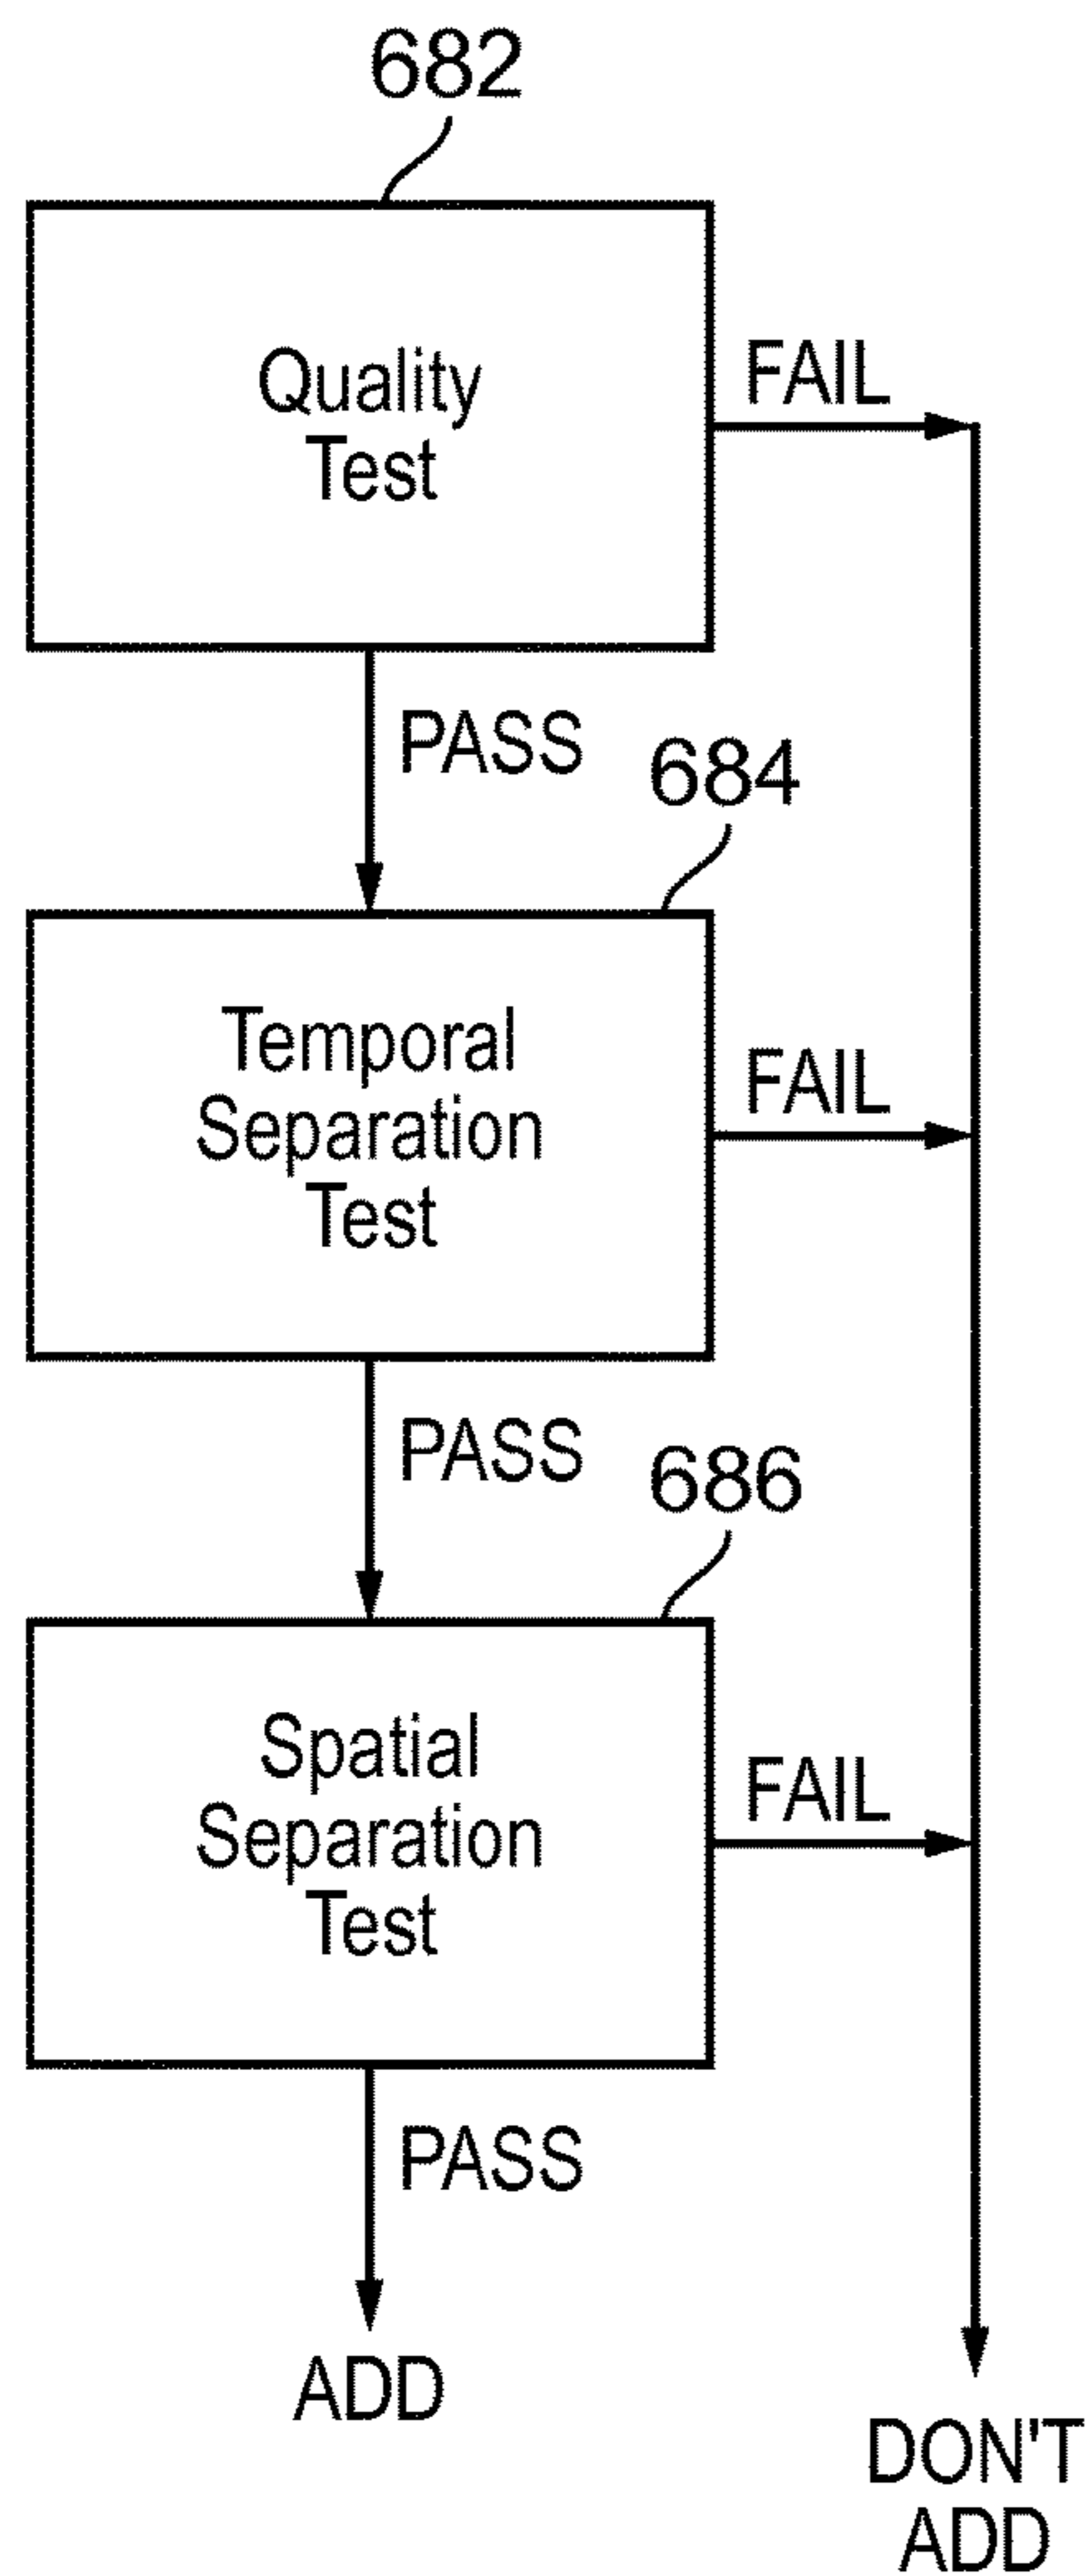 682
Quality
Test
FAIL
PASS
684
Temporal
Separation
Test
FAIL
PASS
686
Spatial
Separation
Test
FAIL
PASS
ADD
DON'T
ADD